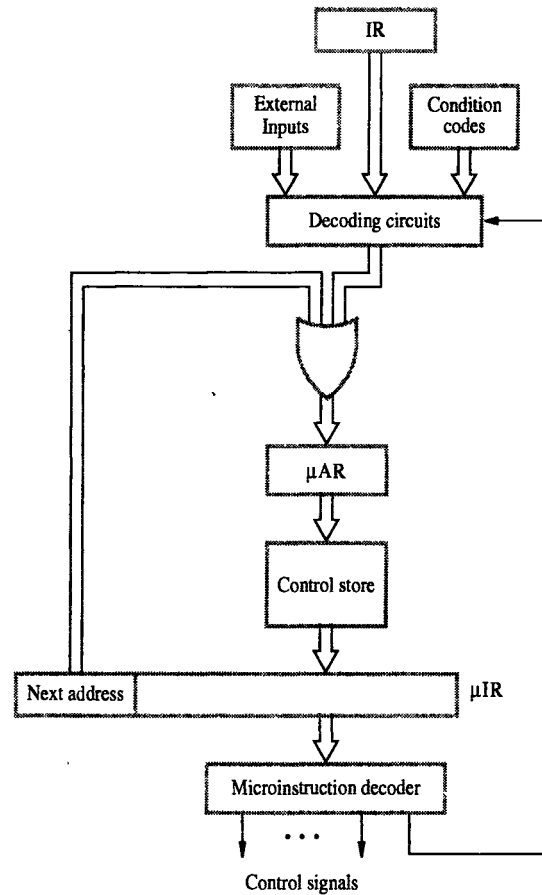 IR
External
Inputs
Condition
codes
Decoding circuits
μAR
Control store
Next address
μIR
Microinstruction decoder
• • •
Control signals